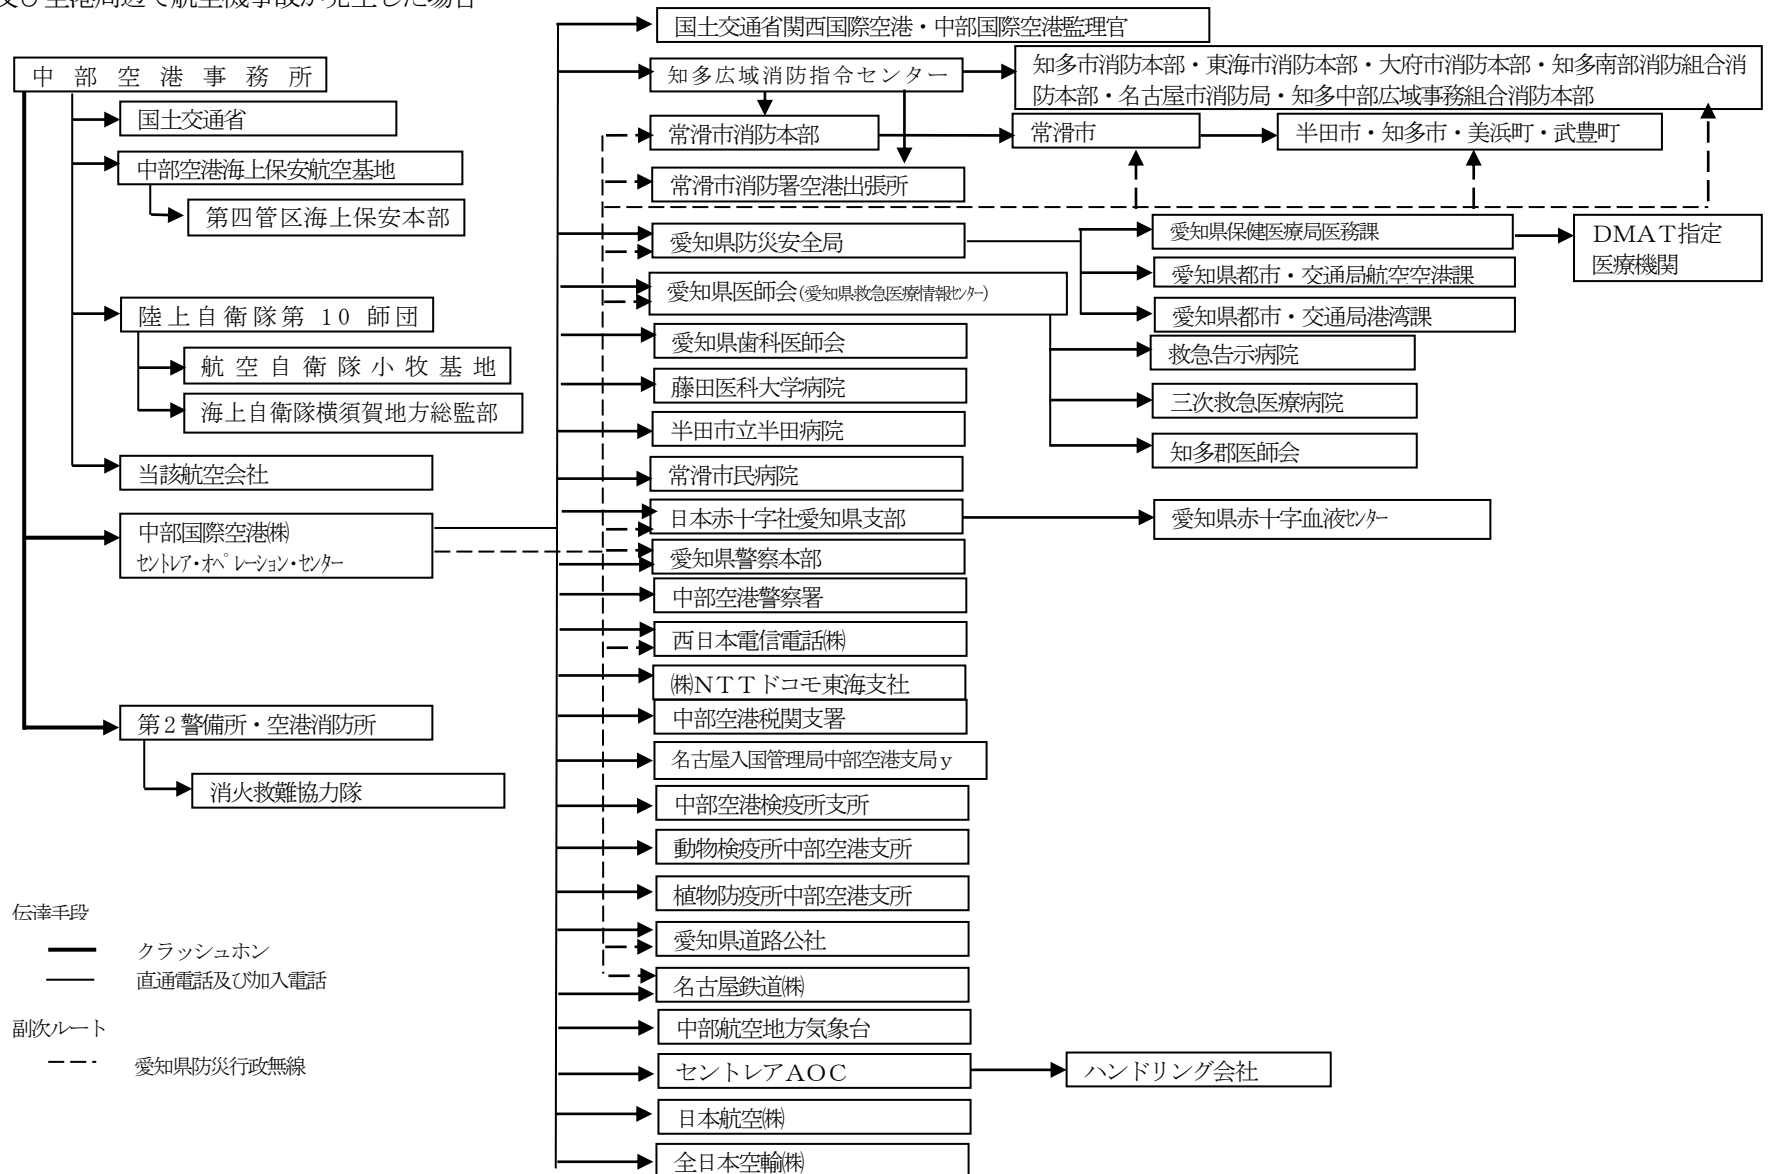 及び空港周辺で航空機事故が発生した場合
中部空港事務所
国土交通省
中部空港海上保安航空基地
第四管区海上保安本部
陸上自衛隊第 10 師団
航空自衛隊小牧基地
海上自衛隊横須賀地方総監部
当該航空会社
中部国際空港㈱
セントレア・オペレーション・センター
第2警備所・空港消防所
消火救難協力隊
伝達手段
クラッシュホン
直通電話及び加入電話
副次ルート
愛知県防災行政無線
国土交通省関西国際空港・中部国際空港監理官
知多広域消防指令センター
知多市消防本部・東海市消防本部・大府市消防本部・知多南部消防組合消
防本部・名古屋市消防局・知多中部広域事務組合消防本部
常滑市消防本部
常滑市
半田市・知多市・美浜町・武豊町
常滑市消防署空港出張所
愛知県防災安全局
愛知県保健医療局医務課
DMAT指定
医療機関
愛知県都市・交通局航空空港課
愛知県都市・交通局港湾課
愛知県医師会(愛知県救急医療情報センター)
救急告示病院
三次救急医療病院
知多郡医師会
愛知県歯科医師会
藤田医科大学病院
半田市立半田病院
常滑市民病院
日本赤十字社愛知県支部
愛知県赤十字血液センター
愛知県警察本部
中部空港警察署
西日本電信電話㈱
㈱NTTドコモ東海支社
中部空港税関支署
名古屋入国管理局中部空港支局y
中部空港検疫所支所
動物検疫所中部空港支所
植物防疫所中部空港支所
愛知県道路公社
名古屋鉄道㈱
中部航空地方気象台
セントレアAOC
ハンドリング会社
日本航空㈱
全日本空輸㈱